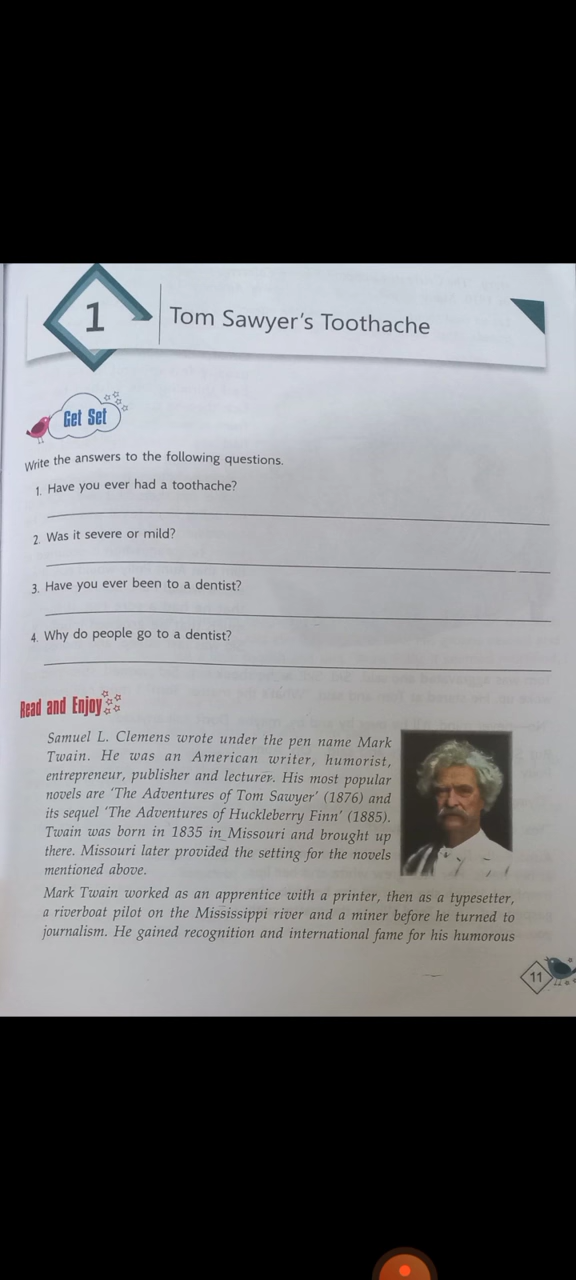 1
Tom Sawyer's Toothache
Get Set
Write the answers to the following questions.
1. Have you ever had a toothache?
2. Was it severe or mild?
3. Have you ever been to a dentist?
4. Why do people go to a dentist?
Read and Enjoy
Samuel L. Clemens wrote under the pen name Mark
Twain. He was an American writer, humorist,
entrepreneur, publisher and lecturer. His most popular
novels are 'The Adventures of Tom Sawyer' (1876) and
its sequel 'The Adventures of Huckleberry Finn' (1885).
Twain was born in 1835 in Missouri and brought up
there. Missouri later provided the setting for the novels
mentioned above.
Mark Twain worked as an apprentice with a printer, then as a typesetter,
a riverboat pilot on the Mississippi river and a miner before he turned to
journalism. He gained recognition and international fame for his humorous
11